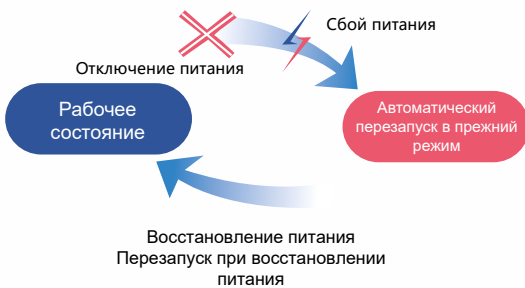 Сбой питания
Отключение питания
Рабочее
состояние
Автоматический
перезапуск в прежний
режим
Восстановление питания
Перезапуск при восстановлении
питания